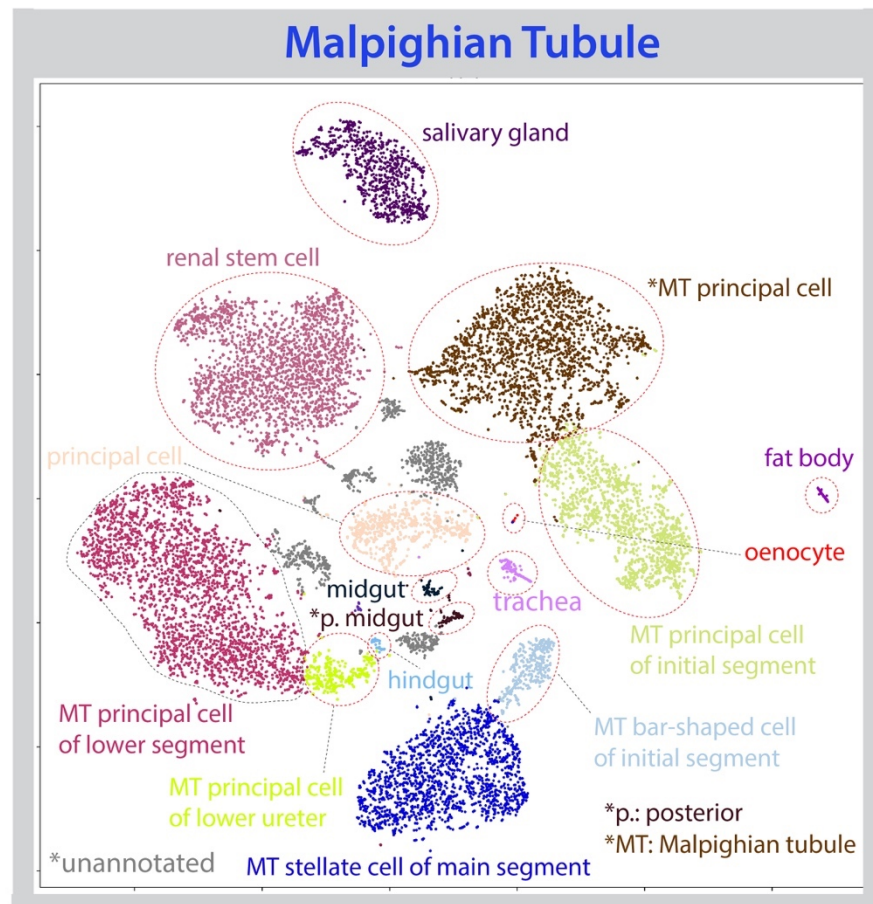 Malpighian Tubule
salivary gland
renal stem cell
*MT principal cell
principal cell
fat body
oenocyte
midgut
trachea
*p. midgut
MT principal cell
of initial segment
hindgut
MT principal cell
of lower segment
MT bar-shaped cell
of initial segment
MT principal cell
of lower ureter
*p.: posterior
*MT: Malpighian tubule
*unannotated
MT stellate cell of main segment